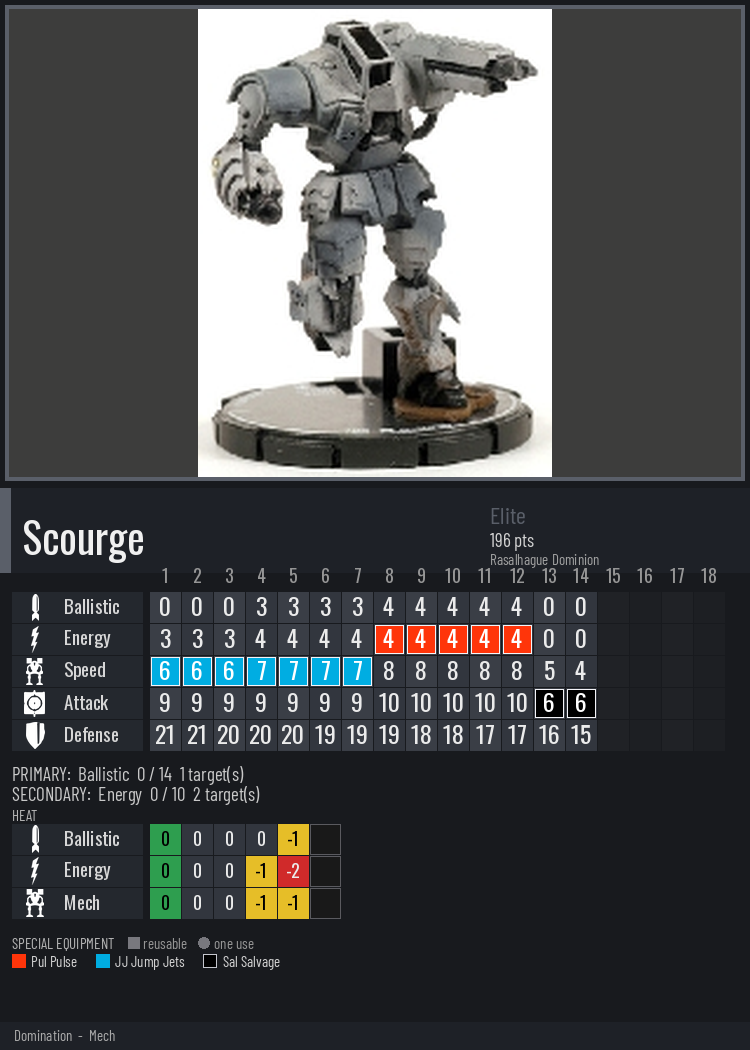 Scourge
Elite
196 pts
Rasalhague Dominion
1 2 3 4 5 6 7 8 9 10 11 12 13 14 15 16 17 18
Ballistic 0 0 0 3 3 3 3 4 4 4 4 4 0 0
Energy 3 3 3 4 4 4 4 4 4 4 4 4 0 0
Speed 6 6 6 7 7 7 7 8 8 8 8 8 5 4
Attack 9 9 9 9 9 9 9 10 10 10 10 10 6 6
Defense 21 21 20 20 20 19 19 19 18 18 17 17 16 15
PRIMARY: Ballistic 0 / 14 1 target(s)
SECONDARY: Energy 0 / 10 2 target(s)
HEAT
Ballistic 0 0 0 0 -1
Energy 0 0 0 -1 -2
Mech 0 0 0 -1 -1
SPECIAL EQUIPMENT reusable one use
Pul Pulse JJ Jump Jets Sal Salvage
Domination - Mech